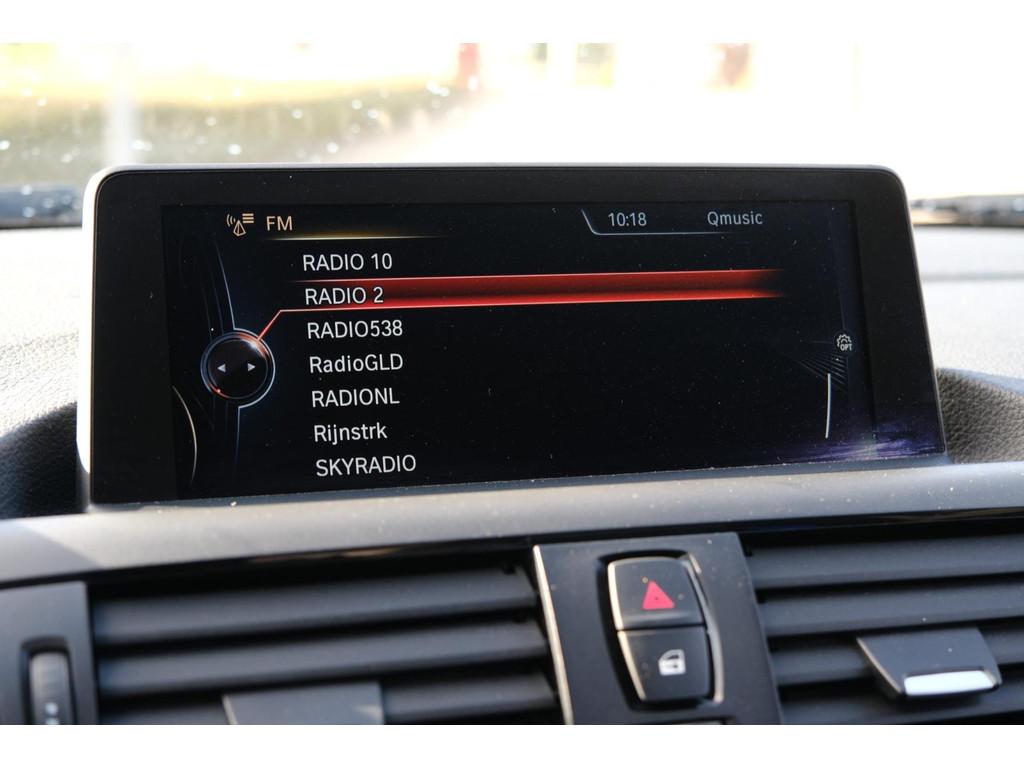 FM 10:18 Qmusic
RADIO 10
RADIO 2
RADIO538
RadioGLD
OPT
RADIONL
Rijnstrk
SKYRADIO